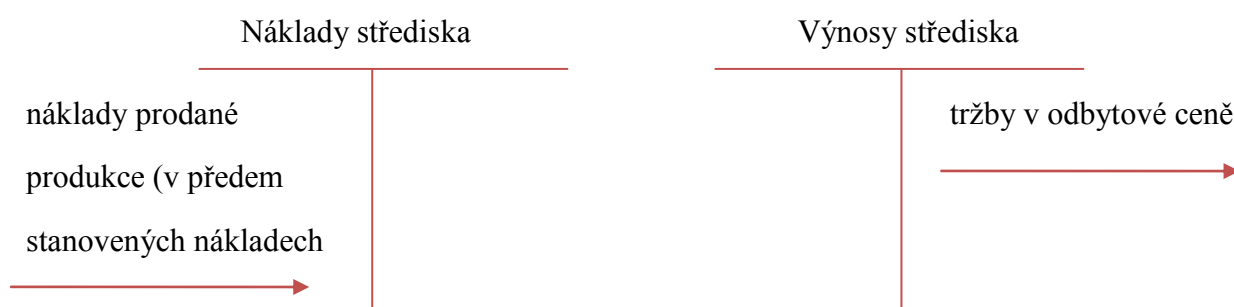 Náklady střediska
Výnosy střediska
náklady prodané
produkce (v předem
stanovených nákladech
tržby v odbytové ceně